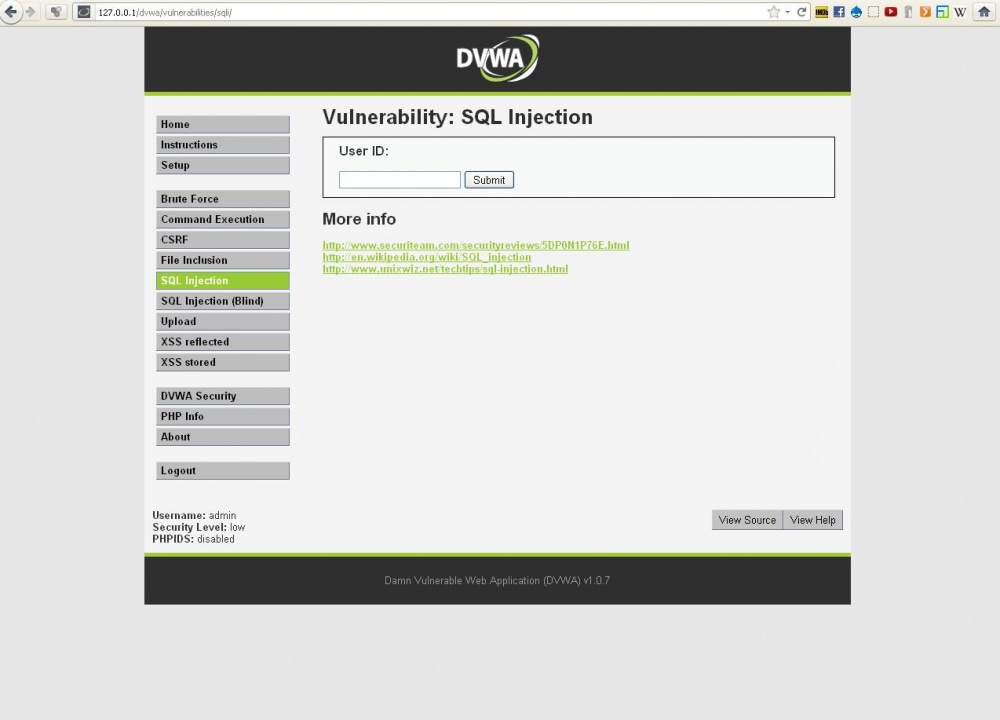 127.0.0.1/dvwa/vulnerabilities/sqli/
IMDb
W
DVWA
Home
Instructions
Setup
Brute Force
Command Execution
CSRF
File Inclusion
SQL Injection
SQL Injection (Blind)
Upload
XSS reflected
XSS stored
DVWA Security
PHP Info
About
Logout
Vulnerability: SQL Injection
User ID:
Submit
More info
http://www.securiteam.com/securityreviews/5DP0N1P76E.html
http://en.wikipedia.org/wiki/SQL_injection
http://www.unixwiz.net/techtips/sql-injection.html
Username: admin
Security Level: low
PHPIDS: disabled
View Source
View Help
Damn Vulnerable Web Application (DVWA) v1.0.7